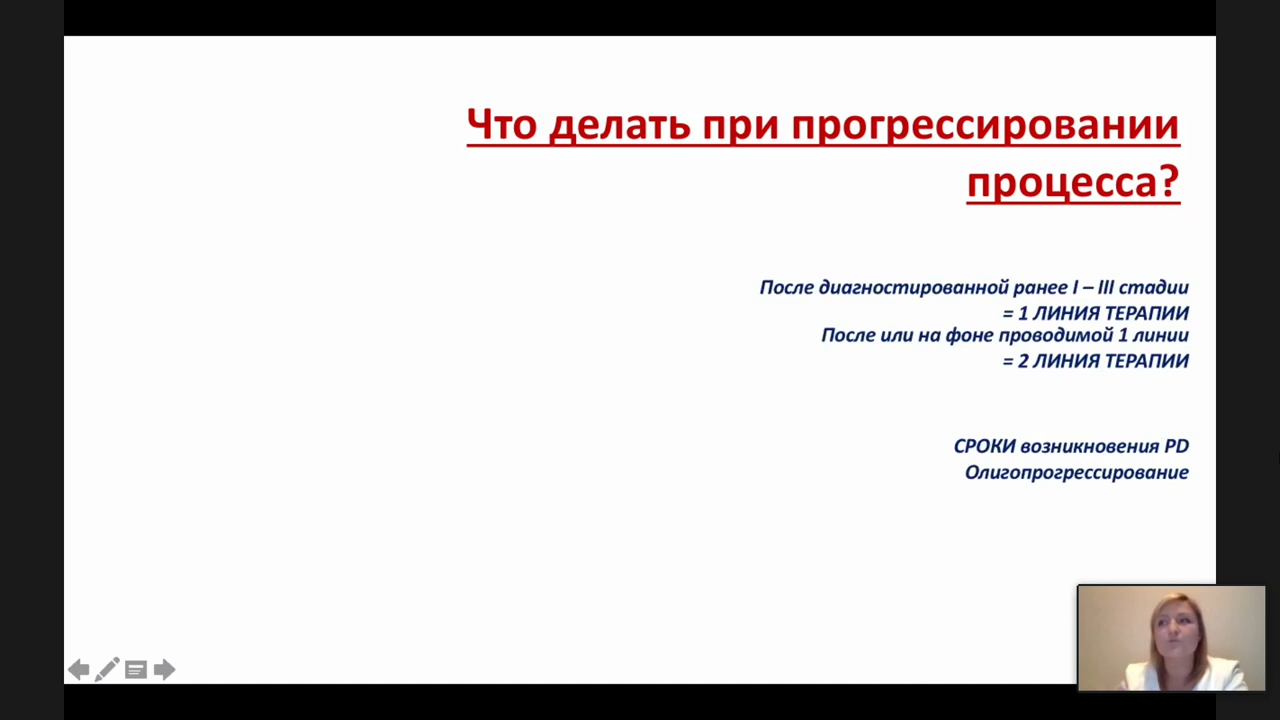 Что делать при прогрессировании
процесса?
После диагностированной ранее I – III стадии
= 1 ЛИНИЯ ТЕРАПИИ
После или на фоне проводимой 1 линии
= 2 ЛИНИЯ ТЕРАПИИ
СРОКИ возникновения PD
Олигопрогрессирование